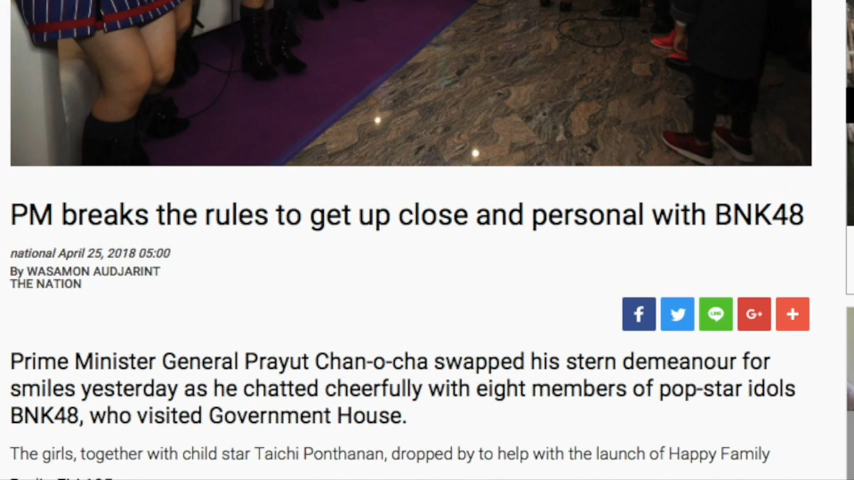 PM breaks the rules to get up close and personal with BNK48
national April 25, 2018 05:00
By WASAMON AUDJARINT
THE NATION
f G+ +
Prime Minister General Prayut Chan-o-cha swapped his stern demeanour for
smiles yesterday as he chatted cheerfully with eight members of pop-star idols
BNK48, who visited Government House.
The girls, together with child star Taichi Ponthanan, dropped by to help with the launch of Happy Family